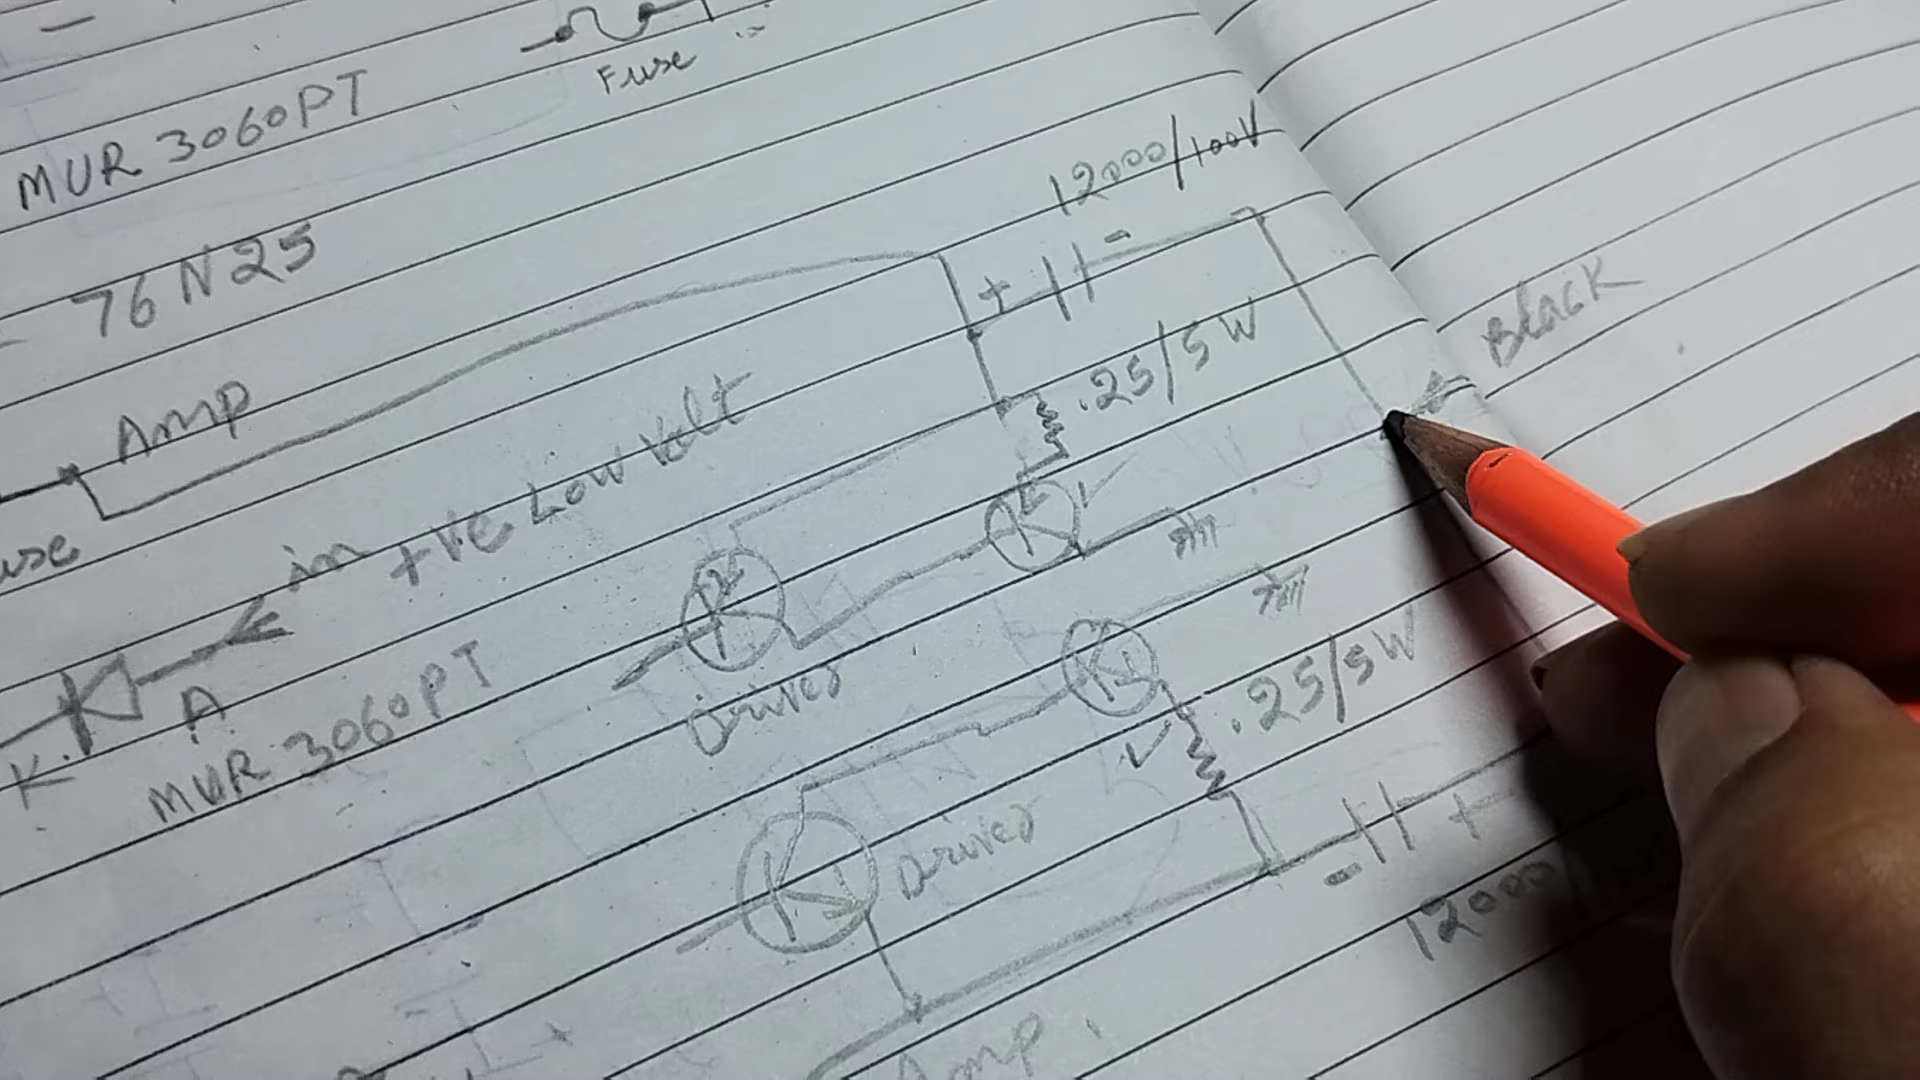 Fuse
MUR 3060PT
12000/100V
76N25
Black
+ -
.25/5W
Amp
in +ve Low Volt
K. A
MUR 3060PT
Driver
.25/5W
Driver
- +
12000
Amp.